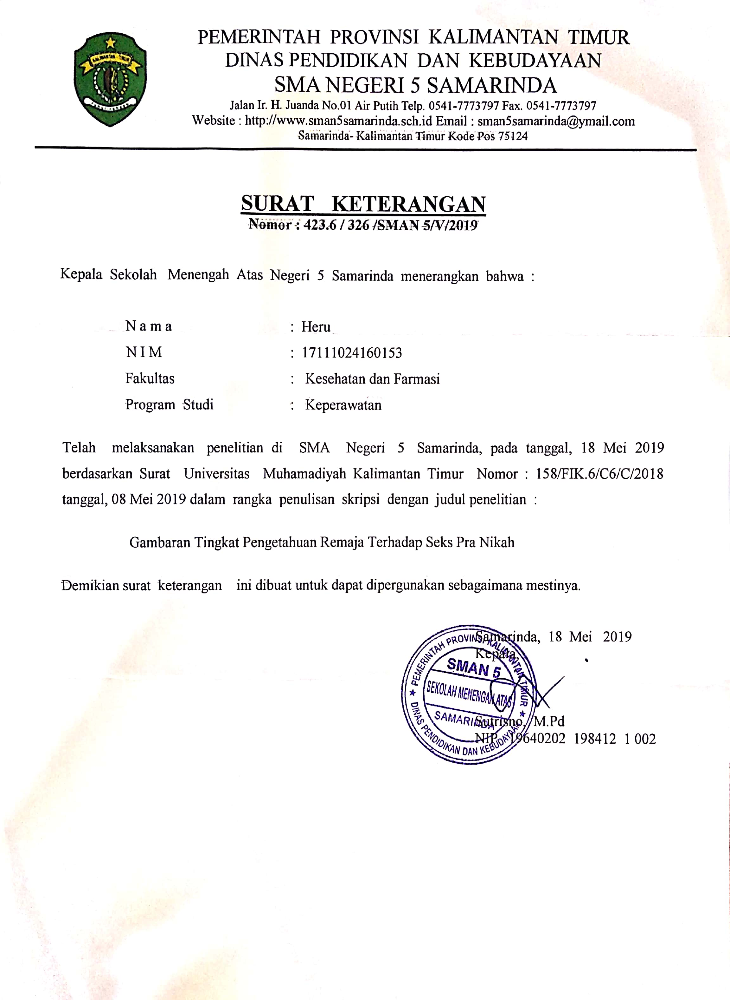 PEMERINTAH PROVINSI KALIMANTAN TIMUR
DINAS PENDIDIKAN DAN KEBUDAYAAN
SMA NEGERI 5 SAMARINDA
Jalan Ir. H. Juanda No.01 Air Putih Telp. 0541-7773797 Fax. 0541-7773797
Website : http://www.sman5samarinda.sch.id Email : sman5samarinda@ymail.com
Samarinda- Kalimantan Timur Kode Pos 75124
SURAT KETERANGAN
Nomor : 423.6 / 326 /SMAN 5/V/2019
Kepala Sekolah Menengah Atas Negeri 5 Samarinda menerangkan bahwa :
N a m a : Heru
N I M : 17111024160153
Fakultas : Kesehatan dan Farmasi
Program Studi : Keperawatan
Telah melaksanakan penelitian di SMA Negeri 5 Samarinda, pada tanggal, 18 Mei 2019
berdasarkan Surat Universitas Muhamadiyah Kalimantan Timur Nomor : 158/FIK.6/C6/C/2018
tanggal, 08 Mei 2019 dalam rangka penulisan skripsi dengan judul penelitian :
Gambaran Tingkat Pengetahuan Remaja Terhadap Seks Pra Nikah
Demikian surat keterangan ini dibuat untuk dapat dipergunakan sebagaimana mestinya.
Samarinda, 18 Mei 2019
Kepala,
PEMERINTAH PROVINSI KALIMANTAN TIMUR
SMAN 5
SEKOLAH MENENGAH ATAS
SAMARINDA
DINAS PENDIDIKAN DAN KEBUDAYAAN
Sutrisno, M.Pd
NIP. 19640202 198412 1 002